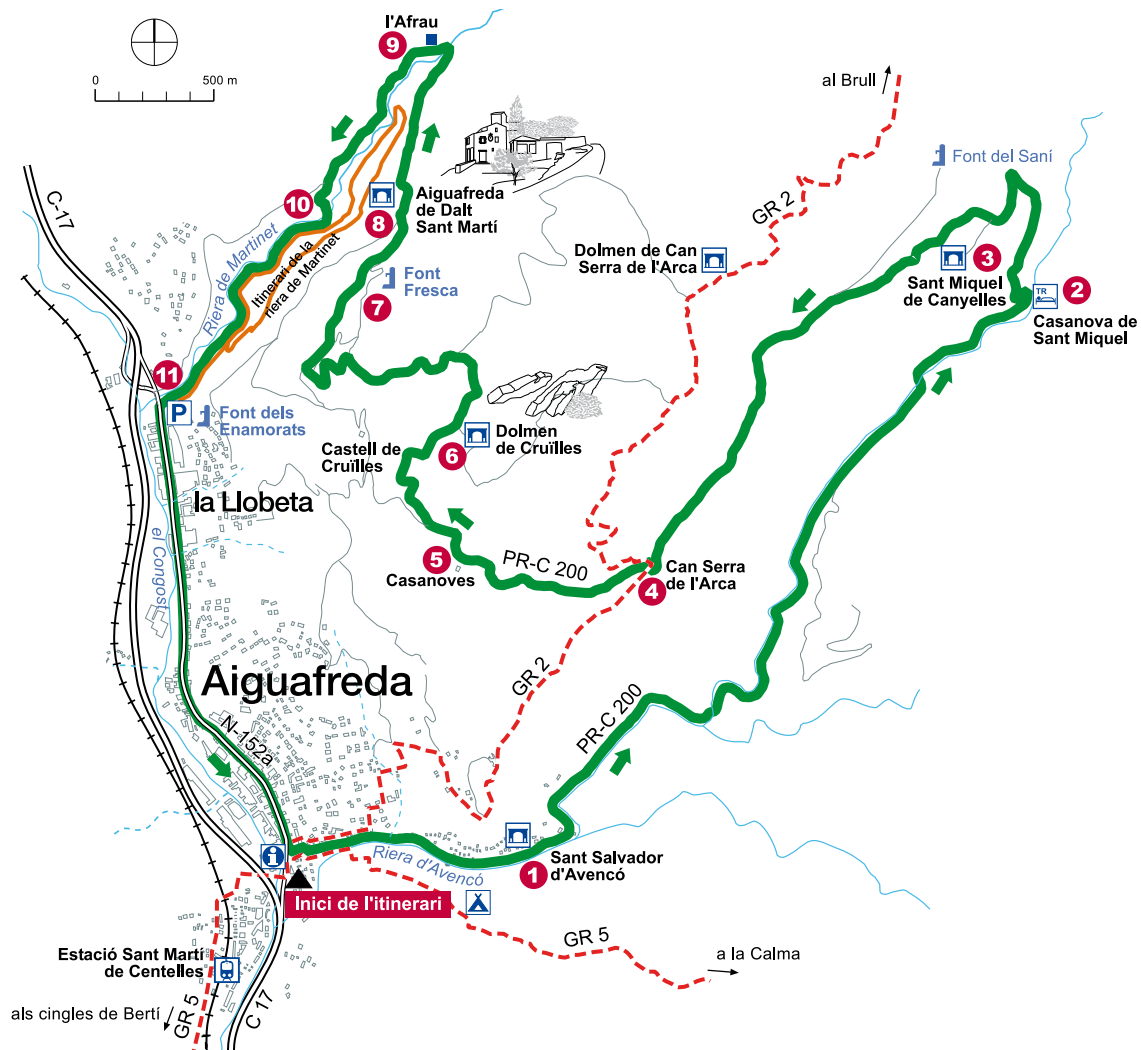 l'Afrau
9
0
500 m
al Brull
Font del Saní
C-17
10
Riera de Martinet
Itinerari de la
riera de Martinet
8
Aiguafreda
de Dalt
Sant Martí
GR 2
Dolmen de Can
Serra de l'Arca
3
Sant Miquel
de Canyelles
TR
2
Casanova de
Sant Miquel
Font
Fresca
7
11
P
Font dels
Enamorats
Castell de
Cruïlles
6
Dolmen
de Cruïlles
la Llobeta
el Congost
5
Casanoves
PR-C 200
4
Can Serra
de l'Arca
GR 2
Aiguafreda
N-152a
PR-C 200
i
Riera d'Avencó
1
Sant Salvador
d'Avencó
Inici de l'itinerari
GR 5
a la Calma
Estació Sant Martí
de Centelles
als cingles de Bertí
GR 5
C 17